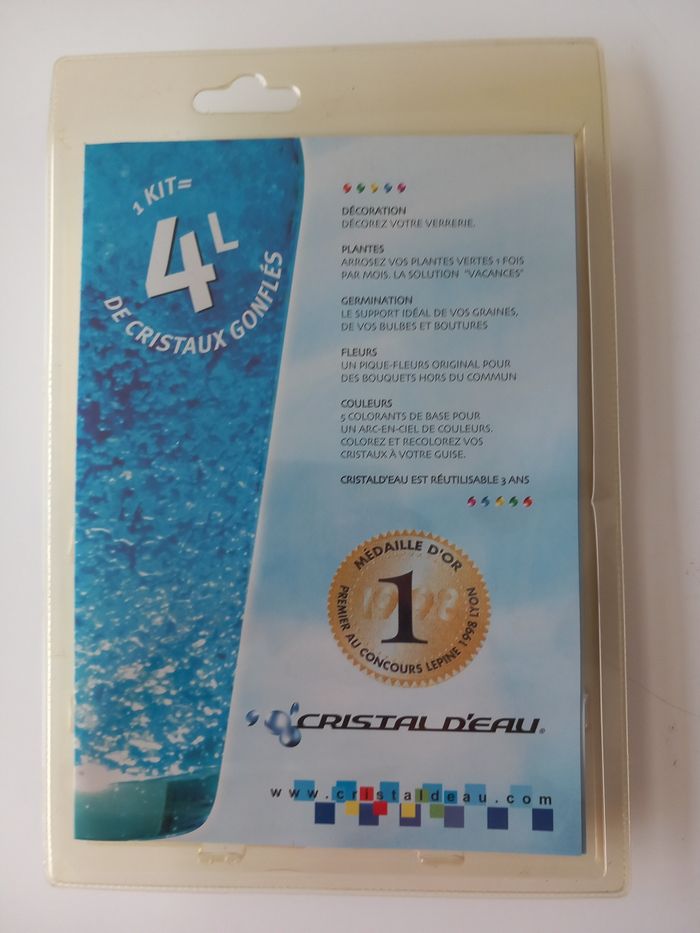 1 KIT=
4L
DE CRISTAUX GONFLÉS
DÉCORATION
DÉCOREZ VOTRE VERRERIE.
PLANTES
ARROSEZ VOS PLANTES VERTES 1 FOIS
PAR MOIS. LA SOLUTION "VACANCES"
GERMINATION
LE SUPPORT IDÉAL DE VOS GRAINES,
DE VOS BULBES ET BOUTURES
FLEURS
UN PIQUE-FLEURS ORIGINAL POUR
DES BOUQUETS HORS DU COMMUN
COULEURS
5 COLORANTS DE BASE POUR
UN ARC-EN-CIEL DE COULEURS.
COLOREZ ET RECOLOREZ VOS
CRISTAUX À VOTRE GUISE.
CRISTALD'EAU EST RÉUTILISABLE 3 ANS
MÉDAILLE D'OR
1998
1
PREMIER AU CONCOURS LEPINE 1998 LYON
CRISTAL D'EAU®
www.cristaldeau.com